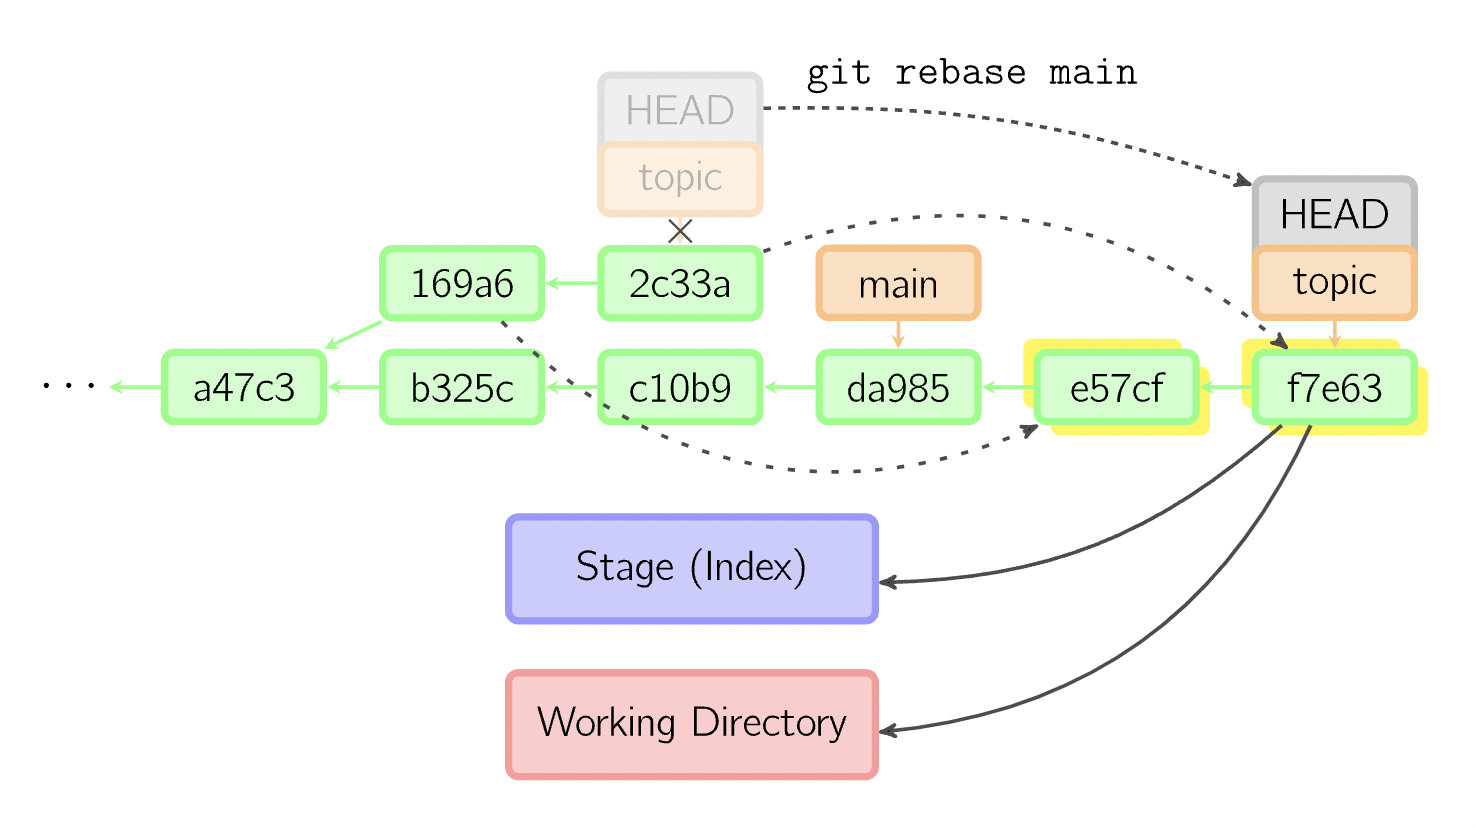 git rebase main
HEAD
topic
HEAD
169a6
2c33a
main
topic
... a47c3
b325c
c10b9
da985
e57cf
f7e63
Stage (Index)
Working Directory